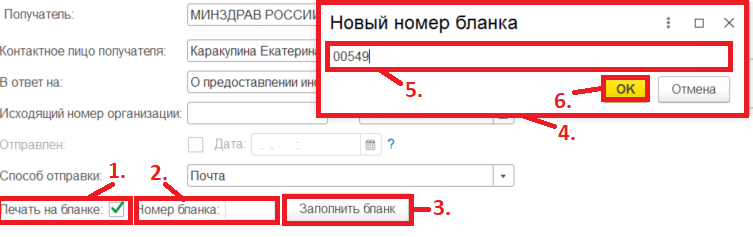 Получатель: МИНЗДРАВ РОССИИ
Новый номер бланка
Контактное лицо получателя: Каракулина Екатерина
00549
5.
В ответ на: О предоставлении ин
6. OK Отмена
Исходящий номер организации:
4.
Отправлен: Дата: . . : ?
Способ отправки: Почта
1. 2.
Печать на бланке: Номер бланка: Заполнить бланк 3.